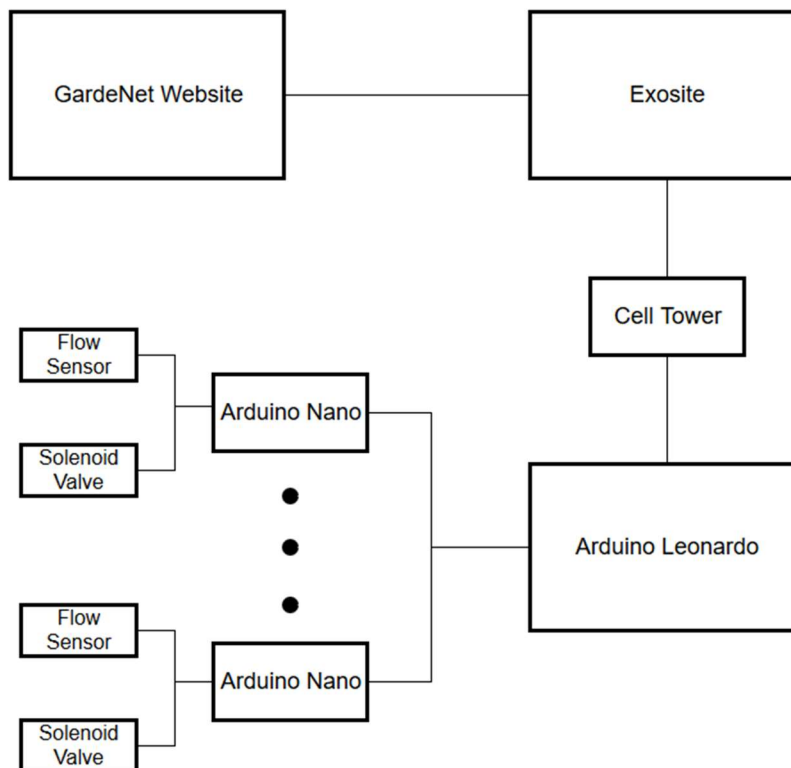 GardeNet Website
Exosite
Cell Tower
Flow
Sensor
Arduino Nano
Solenoid
Valve
Arduino Leonardo
Flow
Sensor
Arduino Nano
Solenoid
Valve